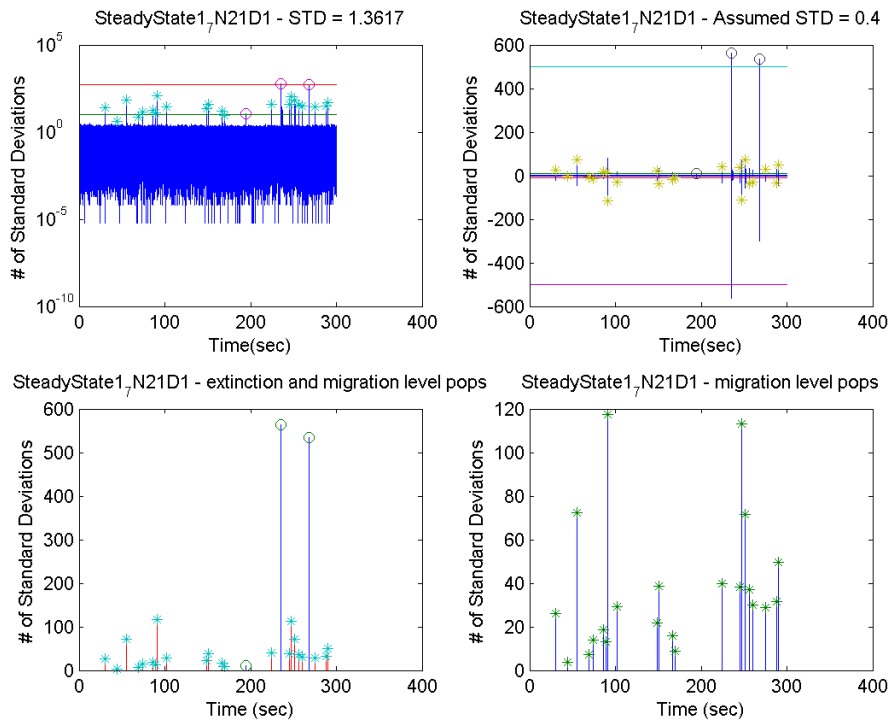 SteadyState1₇N21D1 - STD = 1.3617
10⁵
10⁰
10⁻⁵
10⁻¹⁰
# of Standard Deviations
0 100 200 300 400
Time(sec)
SteadyState1₇N21D1 - Assumed STD = 0.4
600
400
200
0
-200
-400
-600
# of Standard Deviations
0 100 200 300 400
Time(sec)
SteadyState1₇N21D1 - extinction and migration level pops
600
500
400
300
200
100
0
# of Standard Deviations
0 100 200 300 400
Time (sec)
SteadyState1₇N21D1 - migration level pops
120
100
80
60
40
20
0
# of Standard Deviations
0 100 200 300 400
Time (sec)